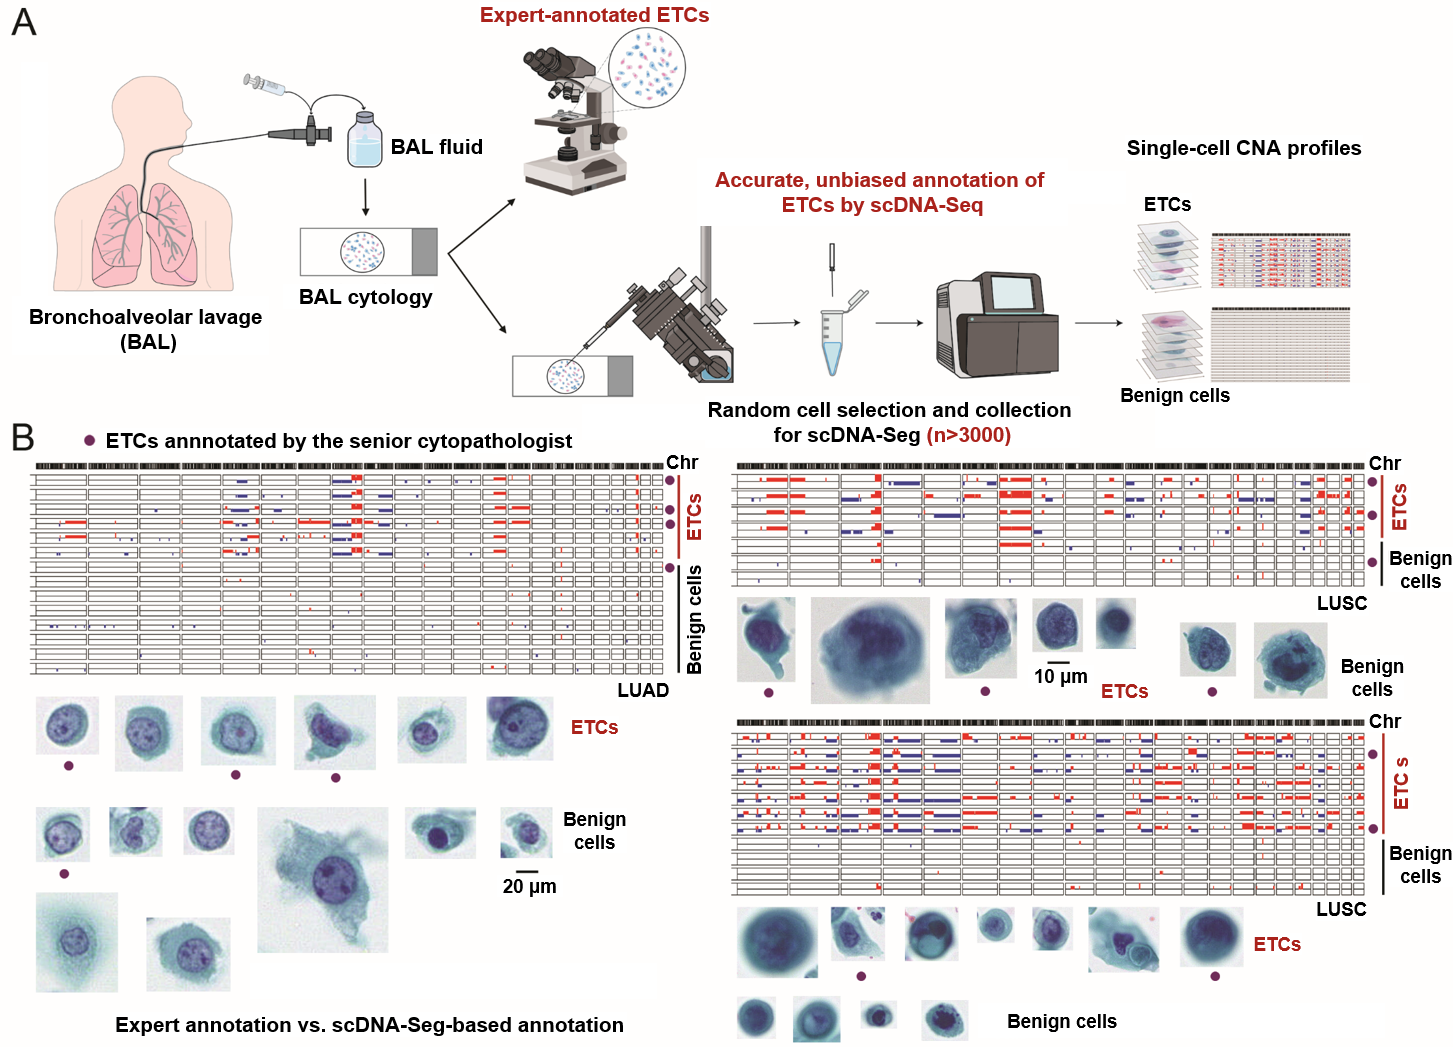 A
Expert-annotated ETCs
BAL fluid
Single-cell CNA profiles
Accurate, unbiased annotation of
ETCs by scDNA-Seq
ETCs
BAL cytology
Bronchoalveolar lavage
(BAL)
Benign cells
Random cell selection and collection
for scDNA-Seg (n>3000)
B
ETCs annnotated by the senior cytopathologist
Chr
ETCs
Benign cells
LUAD
ETCs
Benign
cells
20 µm
Expert annotation vs. scDNA-Seg-based annotation
Chr
ETCs
Benign
cells
LUSC
10 µm
ETCs
Benign
cells
Chr
ETC s
Benign
cells
LUSC
ETCs
Benign cells